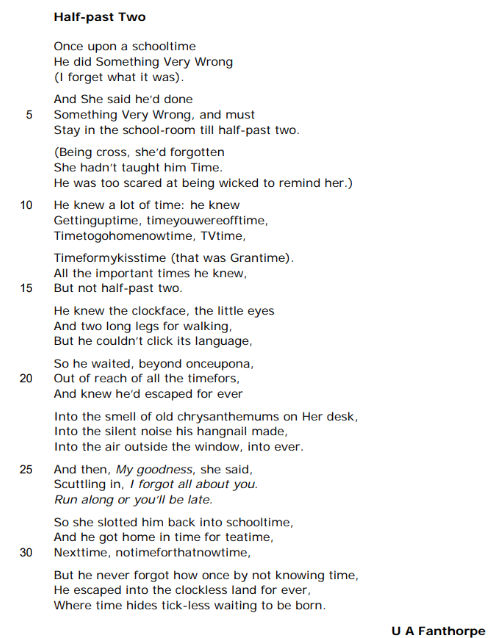 Half-past Two
Once upon a schooltime
He did Something Very Wrong
(I forget what it was).
And She said he'd done
5 Something Very Wrong, and must
Stay in the school-room till half-past two.
(Being cross, she'd forgotten
She hadn't taught him Time.
He was too scared at being wicked to remind her.)
10 He knew a lot of time: he knew
Gettinguptime, timeyouwereofftime,
Timetogohomenowtime, TVtime,
Timeformykisstime (that was Grantime).
All the important times he knew,
15 But not half-past two.
He knew the clockface, the little eyes
And two long legs for walking,
But he couldn't click its language,
So he waited, beyond onceupona,
20 Out of reach of all the timefors,
And knew he'd escaped for ever
Into the smell of old chrysanthemums on Her desk,
Into the silent noise his hangnail made,
Into the air outside the window, into ever.
25 And then, My goodness, she said,
Scuttling in, I forgot all about you.
Run along or you'll be late.
So she slotted him back into schooltime,
And he got home in time for teatime,
30 Nexttime, notimeforthatnowtime,
But he never forgot how once by not knowing time,
He escaped into the clockless land for ever,
Where time hides tick-less waiting to be born.
U A Fanthorpe